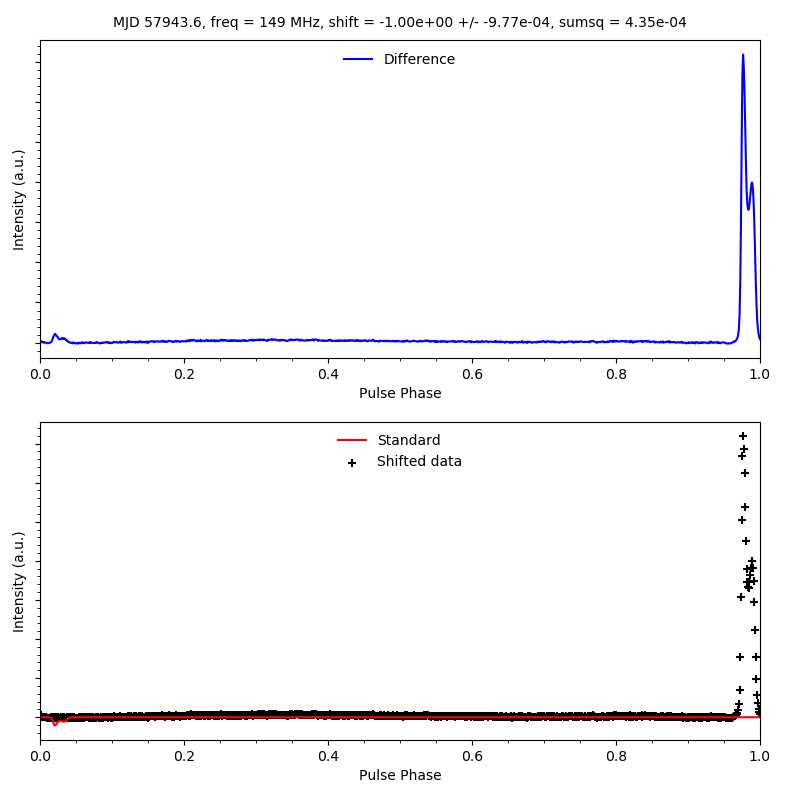 MJD 57943.6, freq = 149 MHz, shift = -1.00e+00 +/- -9.77e-04, sumsq = 4.35e-04
Difference
Intensity (a.u.)
0.0 0.2 0.4 0.6 0.8 1.0
Pulse Phase
Standard
Shifted data
Intensity (a.u.)
0.0 0.2 0.4 0.6 0.8 1.0
Pulse Phase